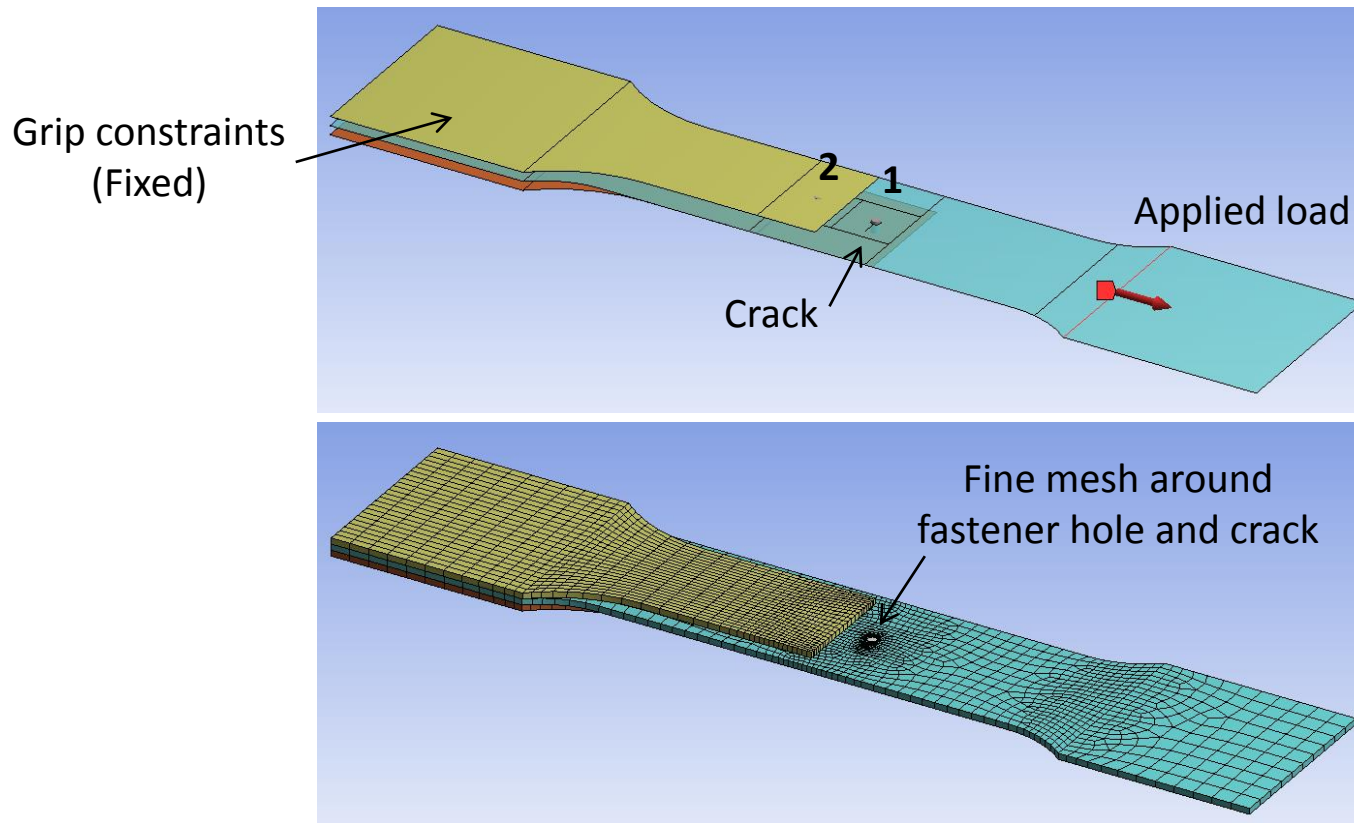 Grip constraints
(Fixed)
2
1
Applied load
Crack
Fine mesh around
fastener hole and crack